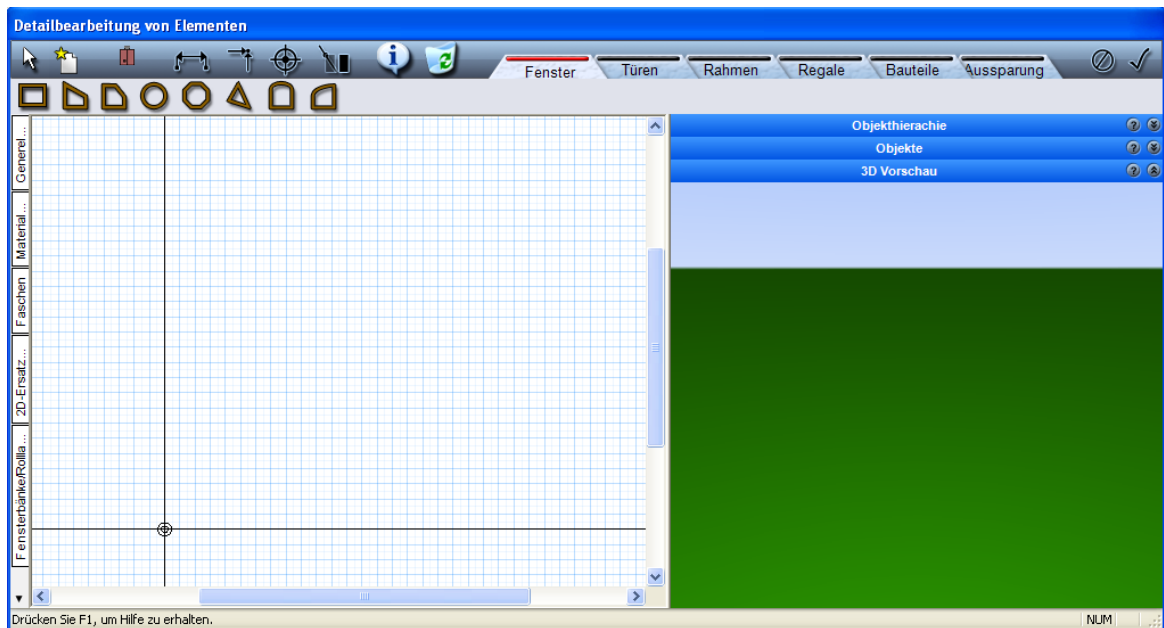 Detailbearbeitung von Elementen
Fenster
Türen
Rahmen
Regale
Bauteile
Aussparung
Objekthierachie
Objekte
3D Vorschau
Generel...
Material ...
Faschen
2D-Ersatz...
Fensterbänke/Rolla...
Drücken Sie F1, um Hilfe zu erhalten.
NUM